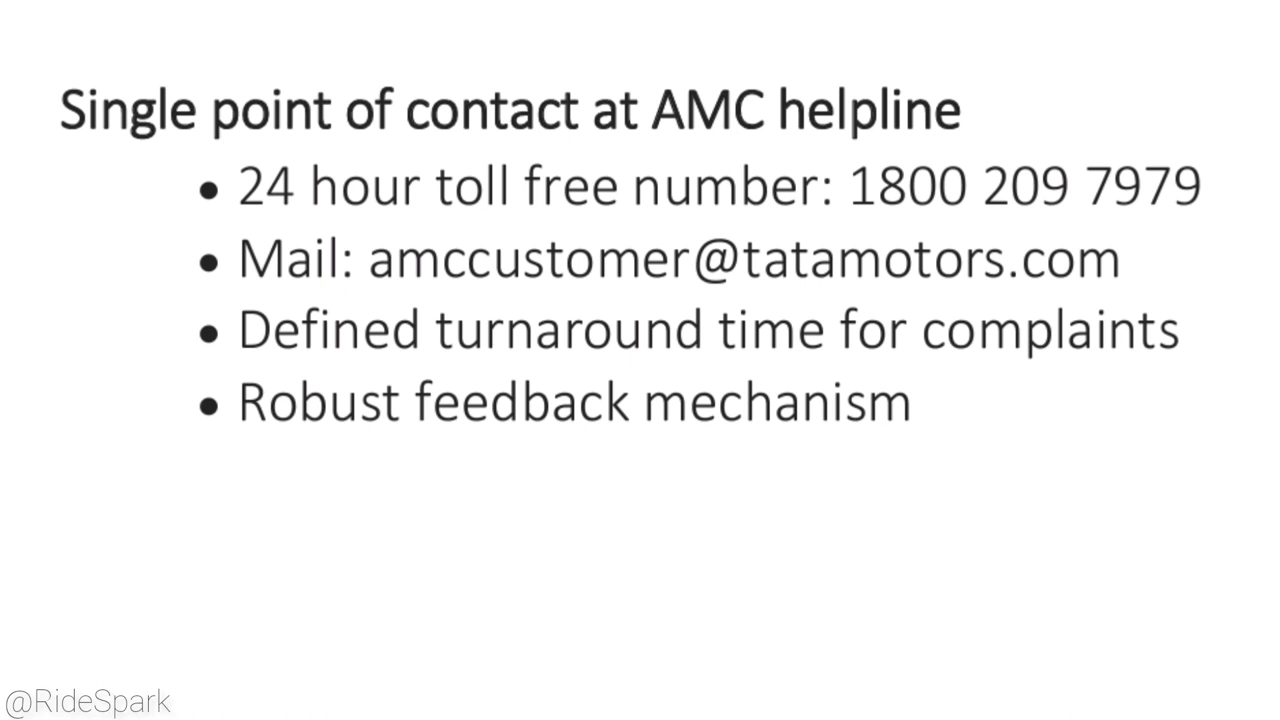 Single point of contact at AMC helpline
• 24 hour toll free number: 1800 209 7979
• Mail: amccustomer@tatamotors.com
• Defined turnaround time for complaints
• Robust feedback mechanism
@RideSpark